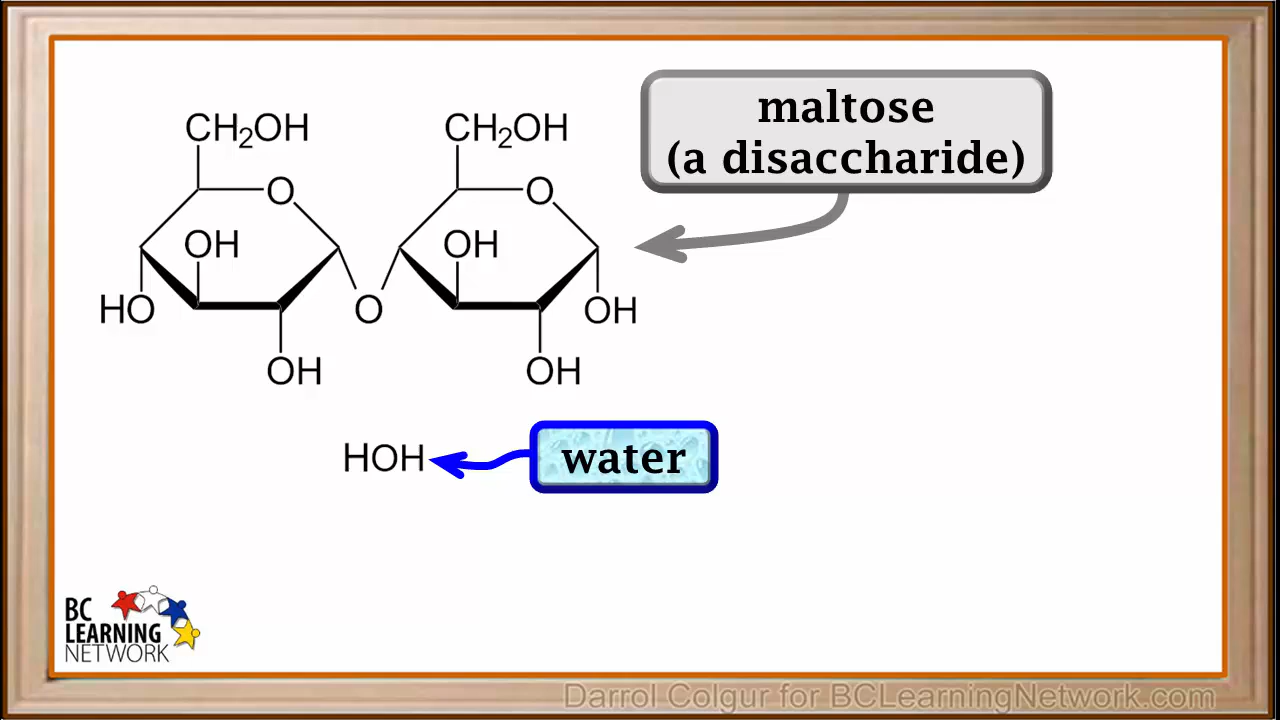 maltose
(a disaccharide)
CH₂OH CH₂OH
O O
OH OH
HO O OH
OH OH
HOH water
BC
LEARNING
NETWORK
Darrol Colgur for BCLearningNetwork.com